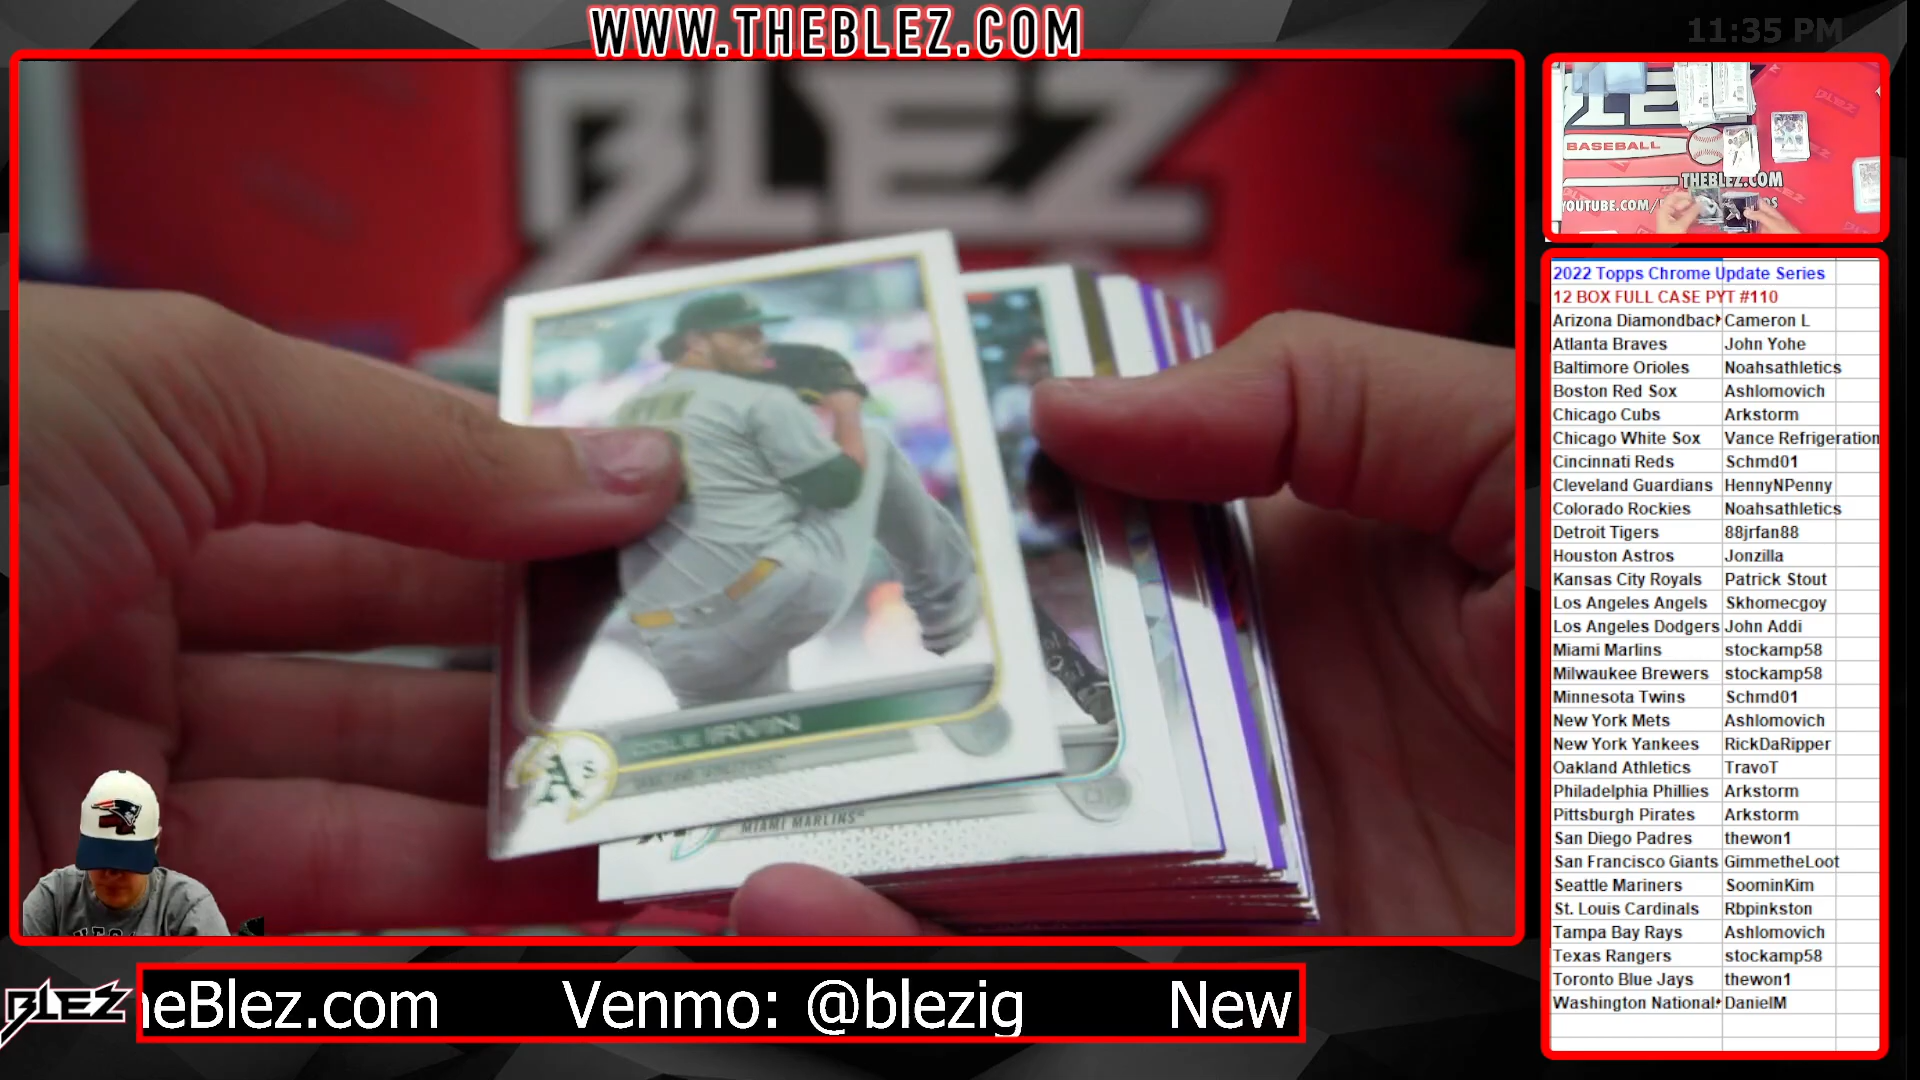 WWW.THEBLEZ.COM
11:35 PM
BLEZ
COLE IRVIN
A's
MIAMI MARLINS
BLEZ
BASEBALL
THEBLEZ.COM
YOUTUBE.COM/
2022 Topps Chrome Update Series
12 BOX FULL CASE PYT #110
Arizona Diamondbac Cameron L
Atlanta Braves John Yohe
Baltimore Orioles Noahsathletics
Boston Red Sox Ashlomovich
Chicago Cubs Arkstorm
Chicago White Sox Vance Refrigeration
Cincinnati Reds Schmd01
Cleveland Guardians HennyNPenny
Colorado Rockies Noahsathletics
Detroit Tigers 88jrfan88
Houston Astros Jonzilla
Kansas City Royals Patrick Stout
Los Angeles Angels Skhomecgoy
Los Angeles Dodgers John Addi
Miami Marlins stockamp58
Milwaukee Brewers stockamp58
Minnesota Twins Schmd01
New York Mets Ashlomovich
New York Yankees RickDaRipper
Oakland Athletics TravoT
Philadelphia Phillies Arkstorm
Pittsburgh Pirates Arkstorm
San Diego Padres thewon1
San Francisco Giants GimmetheLoot
Seattle Mariners SoominKim
St. Louis Cardinals Rbpinkston
Tampa Bay Rays Ashlomovich
Texas Rangers stockamp58
Toronto Blue Jays thewon1
Washington National DanielM
BLEZ
heBlez.com Venmo: @blezig New